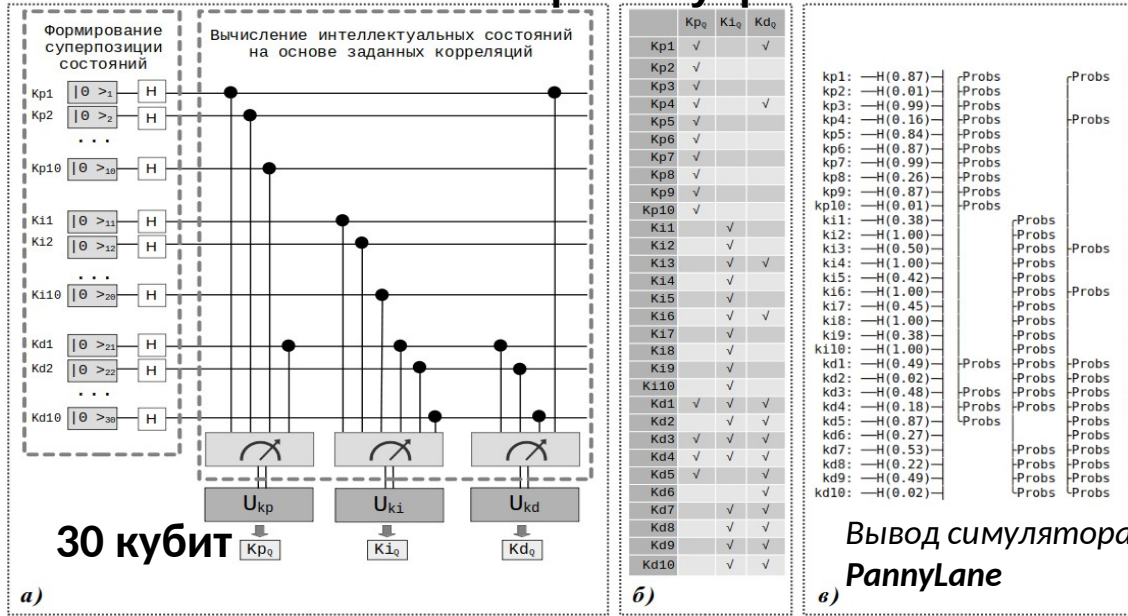 Формирование
суперпозиции
состояний
Вычисление интеллектуальных состояний
на основе заданных корреляций
Kp1 |0 >₁ H
Kp2 |0 >₂ H
...
Kp10 |0 >₁₀ H
Ki1 |0 >₁₁ H
Ki2 |0 >₁₂ H
...
Ki10 |0 >₂₀ H
Kd1 |0 >₂₁ H
Kd2 |0 >₂₂ H
...
Kd10 |0 >₃₀ H
Ukp Uki Ukd
KpQ KiQ KdQ
30 кубит
а)
KpQ KiQ KdQ
Kp1 √ √
Kp2 √
Kp3 √
Kp4 √ √
Kp5 √
Kp6 √
Kp7 √
Kp8 √
Kp9 √
Kp10 √
Ki1 √
Ki2 √
Ki3 √ √
Ki4 √
Ki5 √
Ki6 √ √
Ki7 √
Ki8 √
Ki9 √
Ki10 √
Kd1 √ √ √
Kd2 √ √
Kd3 √ √ √
Kd4 √ √ √
Kd5 √ √
Kd6 √
Kd7 √ √
Kd8 √ √
Kd9 √ √
Kd10 √ √
б)
kp1: —H(0.87)—┤ Probs Probs
kp2: —H(0.01)—┤ Probs
kp3: —H(0.99)—┤ Probs
kp4: —H(0.16)—┤ Probs Probs
kp5: —H(0.84)—┤ Probs
kp6: —H(0.87)—┤ Probs
kp7: —H(0.99)—┤ Probs
kp8: —H(0.26)—┤ Probs
kp9: —H(0.87)—┤ Probs
kp10: —H(0.01)—┤ Probs
ki1: —H(0.38)—┤ Probs
ki2: —H(1.00)—┤ Probs
ki3: —H(0.50)—┤ Probs Probs
ki4: —H(1.00)—┤ Probs
ki5: —H(0.42)—┤ Probs
ki6: —H(1.00)—┤ Probs Probs
ki7: —H(0.45)—┤ Probs
ki8: —H(1.00)—┤ Probs
ki9: —H(0.38)—┤ Probs
ki10: —H(1.00)—┤ Probs
kd1: —H(0.49)—┤ Probs Probs Probs
kd2: —H(0.02)—┤ Probs Probs
kd3: —H(0.48)—┤ Probs Probs Probs
kd4: —H(0.18)—┤ Probs Probs Probs
kd5: —H(0.87)—┤ Probs Probs
kd6: —H(0.27)—┤ Probs
kd7: —H(0.53)—┤ Probs Probs
kd8: —H(0.22)—┤ Probs Probs
kd9: —H(0.49)—┤ Probs Probs
kd10: —H(0.02)—┤ Probs Probs
Вывод симулятора
PannyLane
в)